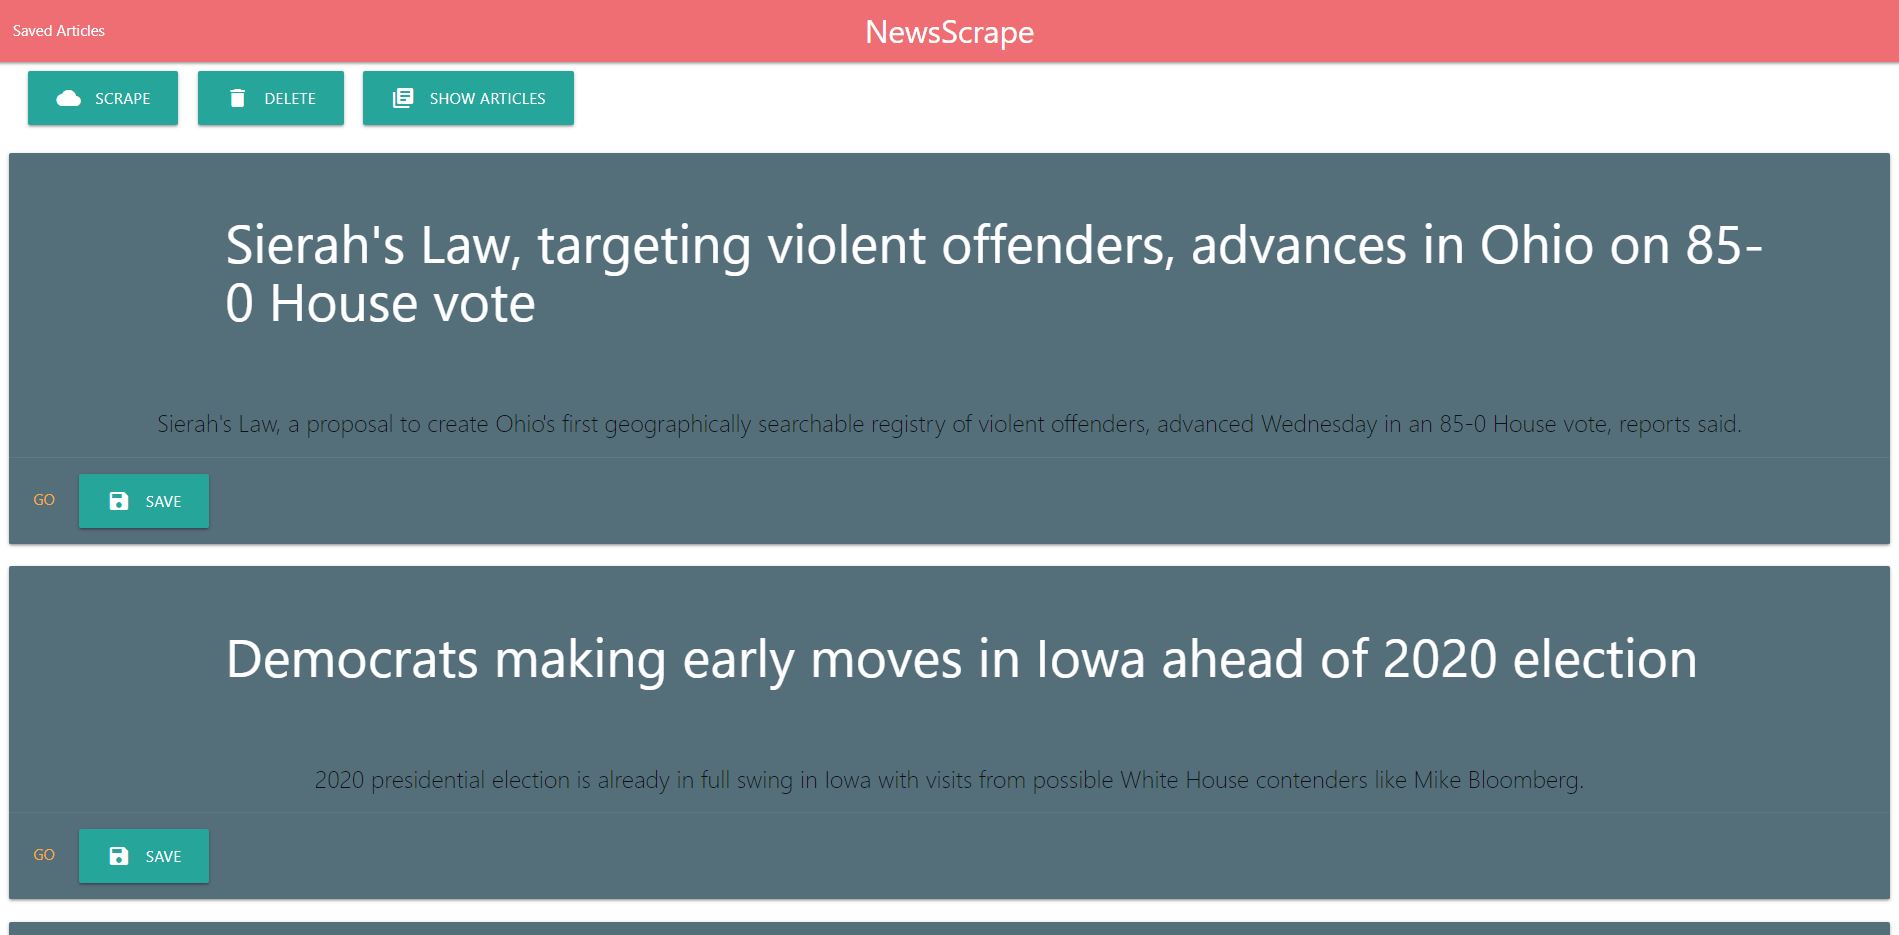 Saved Articles
NewsScrape
SCRAPE
DELETE
SHOW ARTICLES
Sierah's Law, targeting violent offenders, advances in Ohio on 85-
0 House vote
Sierah's Law, a proposal to create Ohio's first geographically searchable registry of violent offenders, advanced Wednesday in an 85-0 House vote, reports said.
GO
SAVE
Democrats making early moves in Iowa ahead of 2020 election
2020 presidential election is already in full swing in Iowa with visits from possible White House contenders like Mike Bloomberg.
GO
SAVE